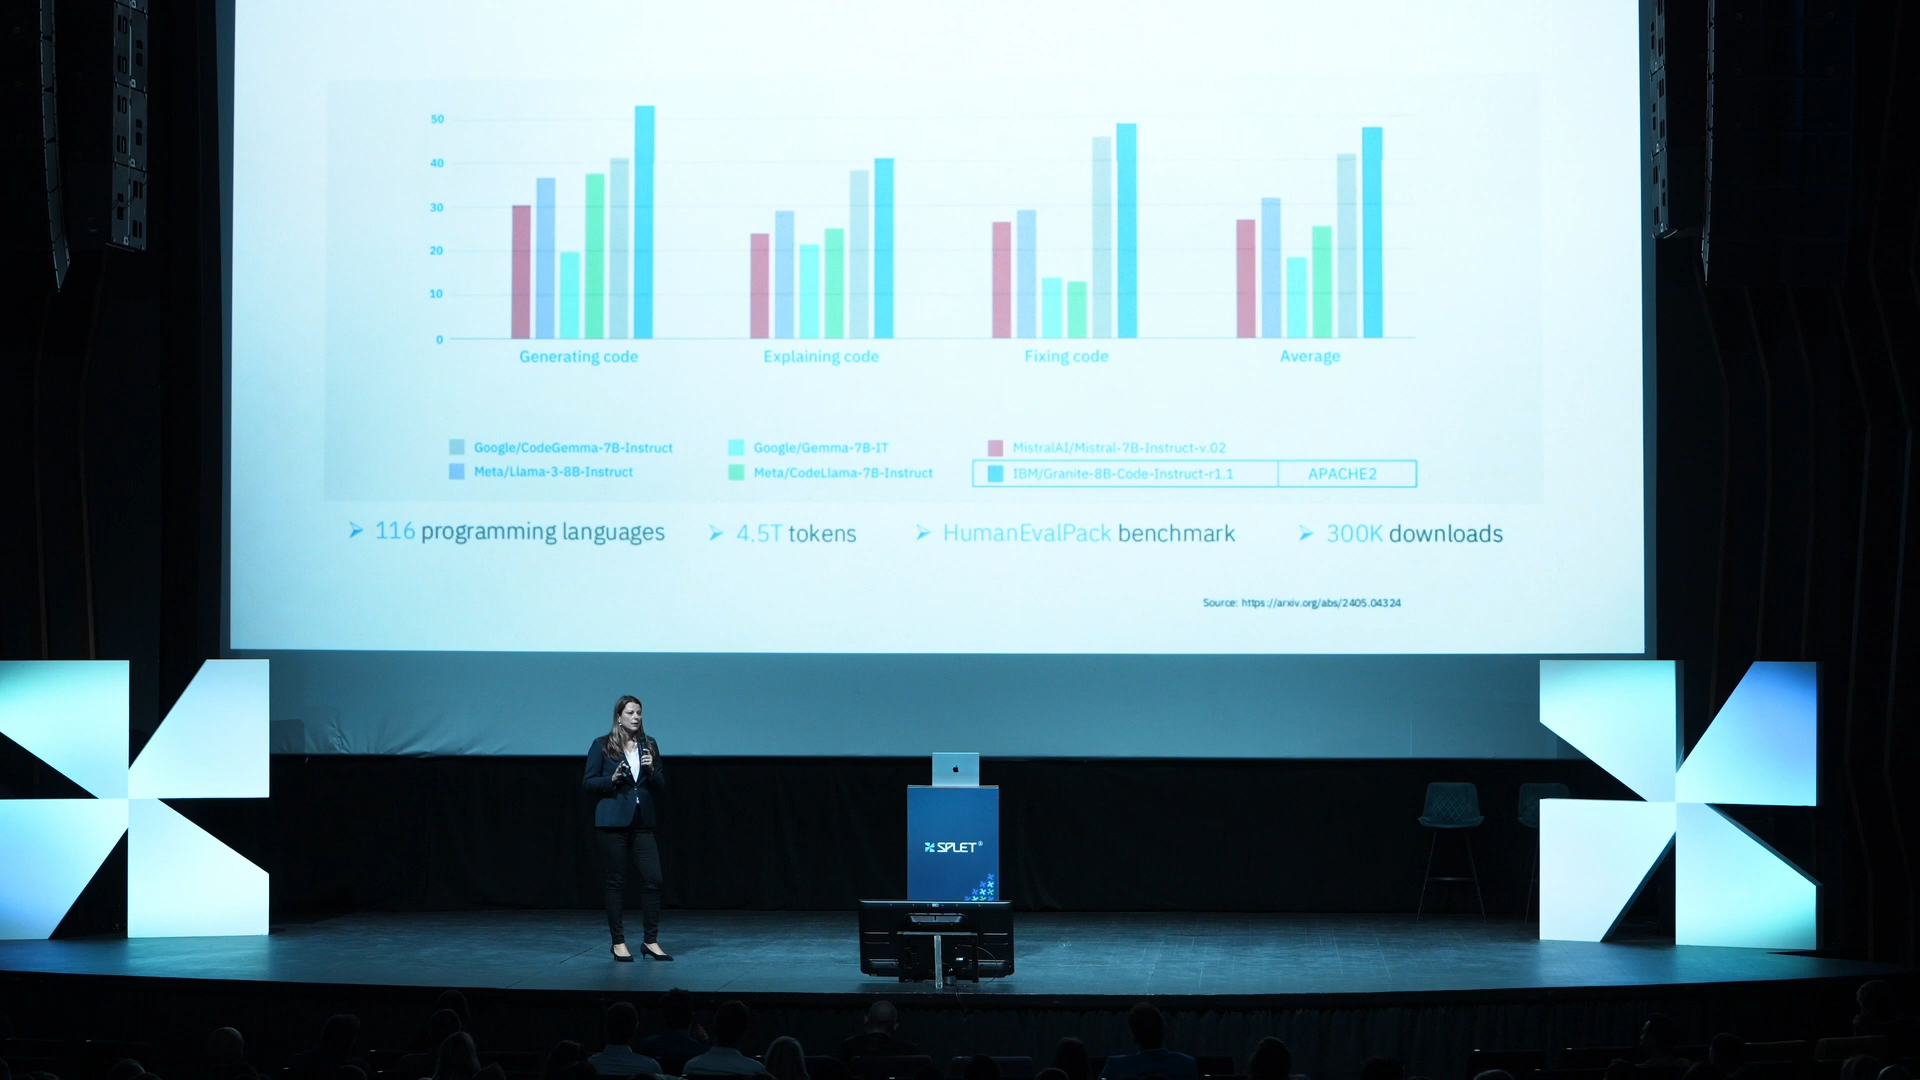 50
40
30
20
10
0
Generating code Explaining code Fixing code Average
Google/CodeGemma-7B-Instruct Google/Gemma-7B-IT MistralAI/Mistral-7B-Instruct-v.02
Meta/Llama-3-8B-Instruct Meta/CodeLlama-7B-Instruct IBM/Granite-8B-Code-Instruct-r1.1 APACHE2
➢ 116 programming languages ➢ 4.5T tokens ➢ HumanEvalPack benchmark ➢ 300K downloads
Source: https://arxiv.org/abs/2405.04324
SPLET